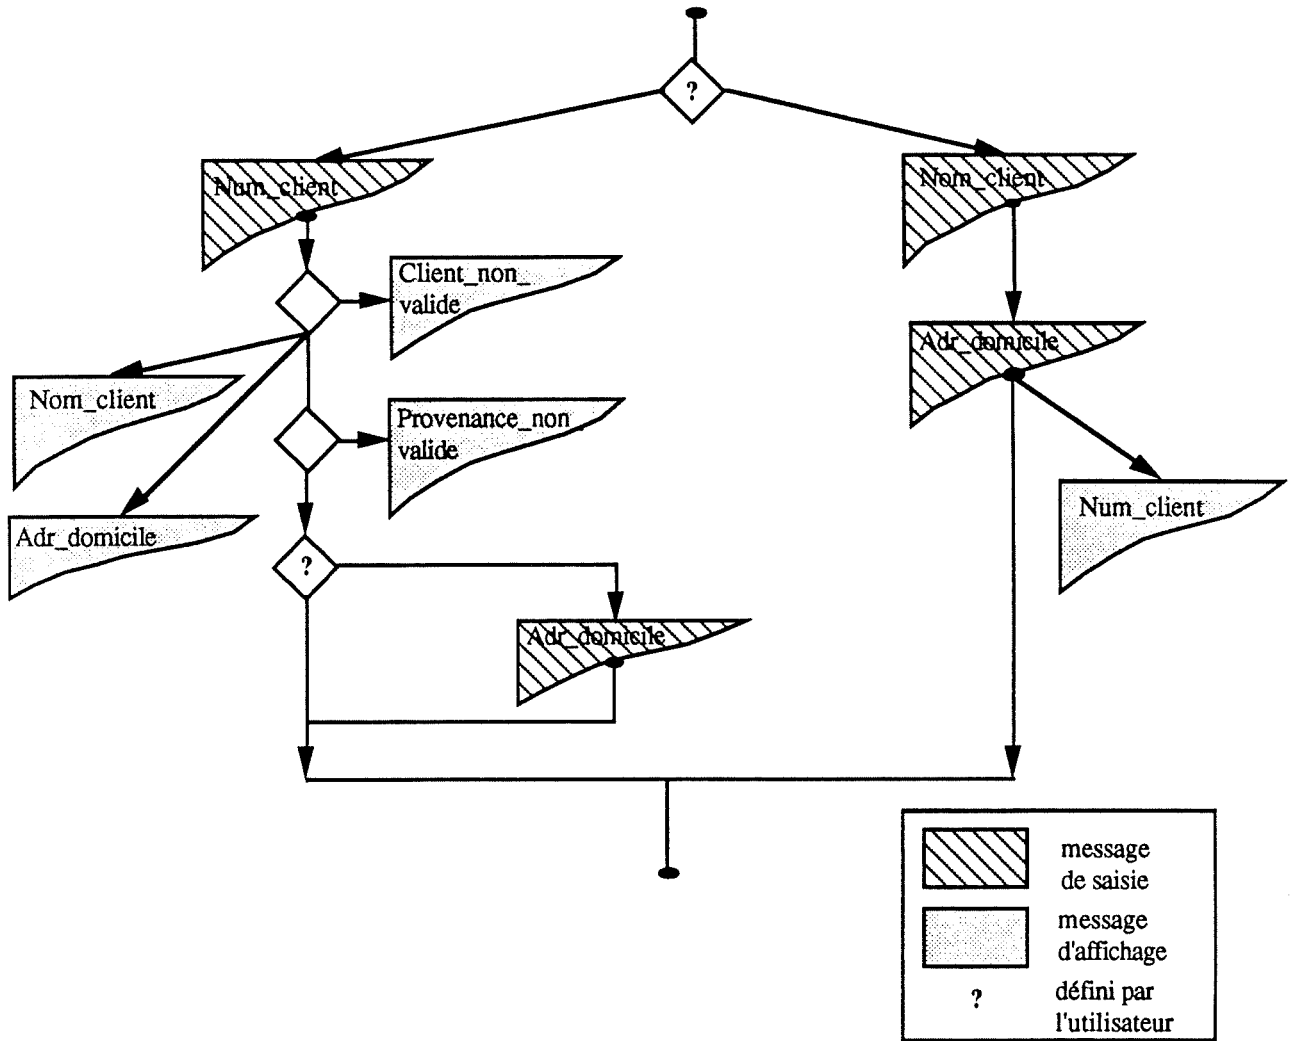 ?
Num_client
Nom_client
Client_non_
valide
Adr_domicile
Nom_client
Provenance_non
valide
Num_client
Adr_domicile
?
Adr_domicile
message
de saisie
message
d'affichage
?
défini par
l'utilisateur